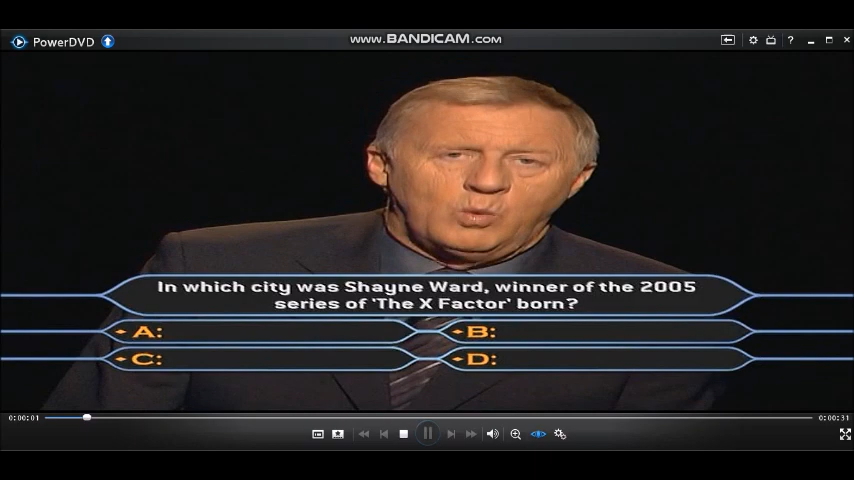 PowerDVD
www.BANDICAM.com
?
In which city was Shayne Ward, winner of the 2005
series of 'The X Factor' born?
A:
B:
C:
D:
0:00:01
0:00:31